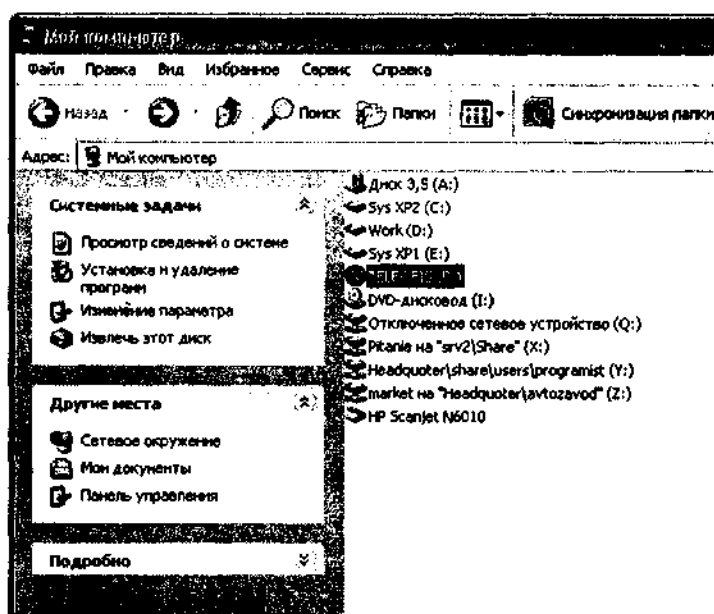 Мой компьютер
Файл Правка Вид Избранное Сервис Справка
Назад Поиск Папки Синхронизация папки
Адрес: Мой компьютер
Системные задачи
Просмотр сведений о системе
Установка и удаление
программ
Изменение параметра
Извлечь этот диск
Другие места
Сетевое окружение
Мои документы
Панель управления
Подробно
Диск 3,5 (A:)
Sys XP2 (C:)
Work (D:)
Sys XP1 (E:)
DVD-дисковод (I:)
Отключенное сетевое устройство (Q:)
Pitanie на "srv2\Share" (X:)
Headquoter\share\users\programist (Y:)
market на "Headquoter\avtozavod" (Z:)
HP ScanJet N6010